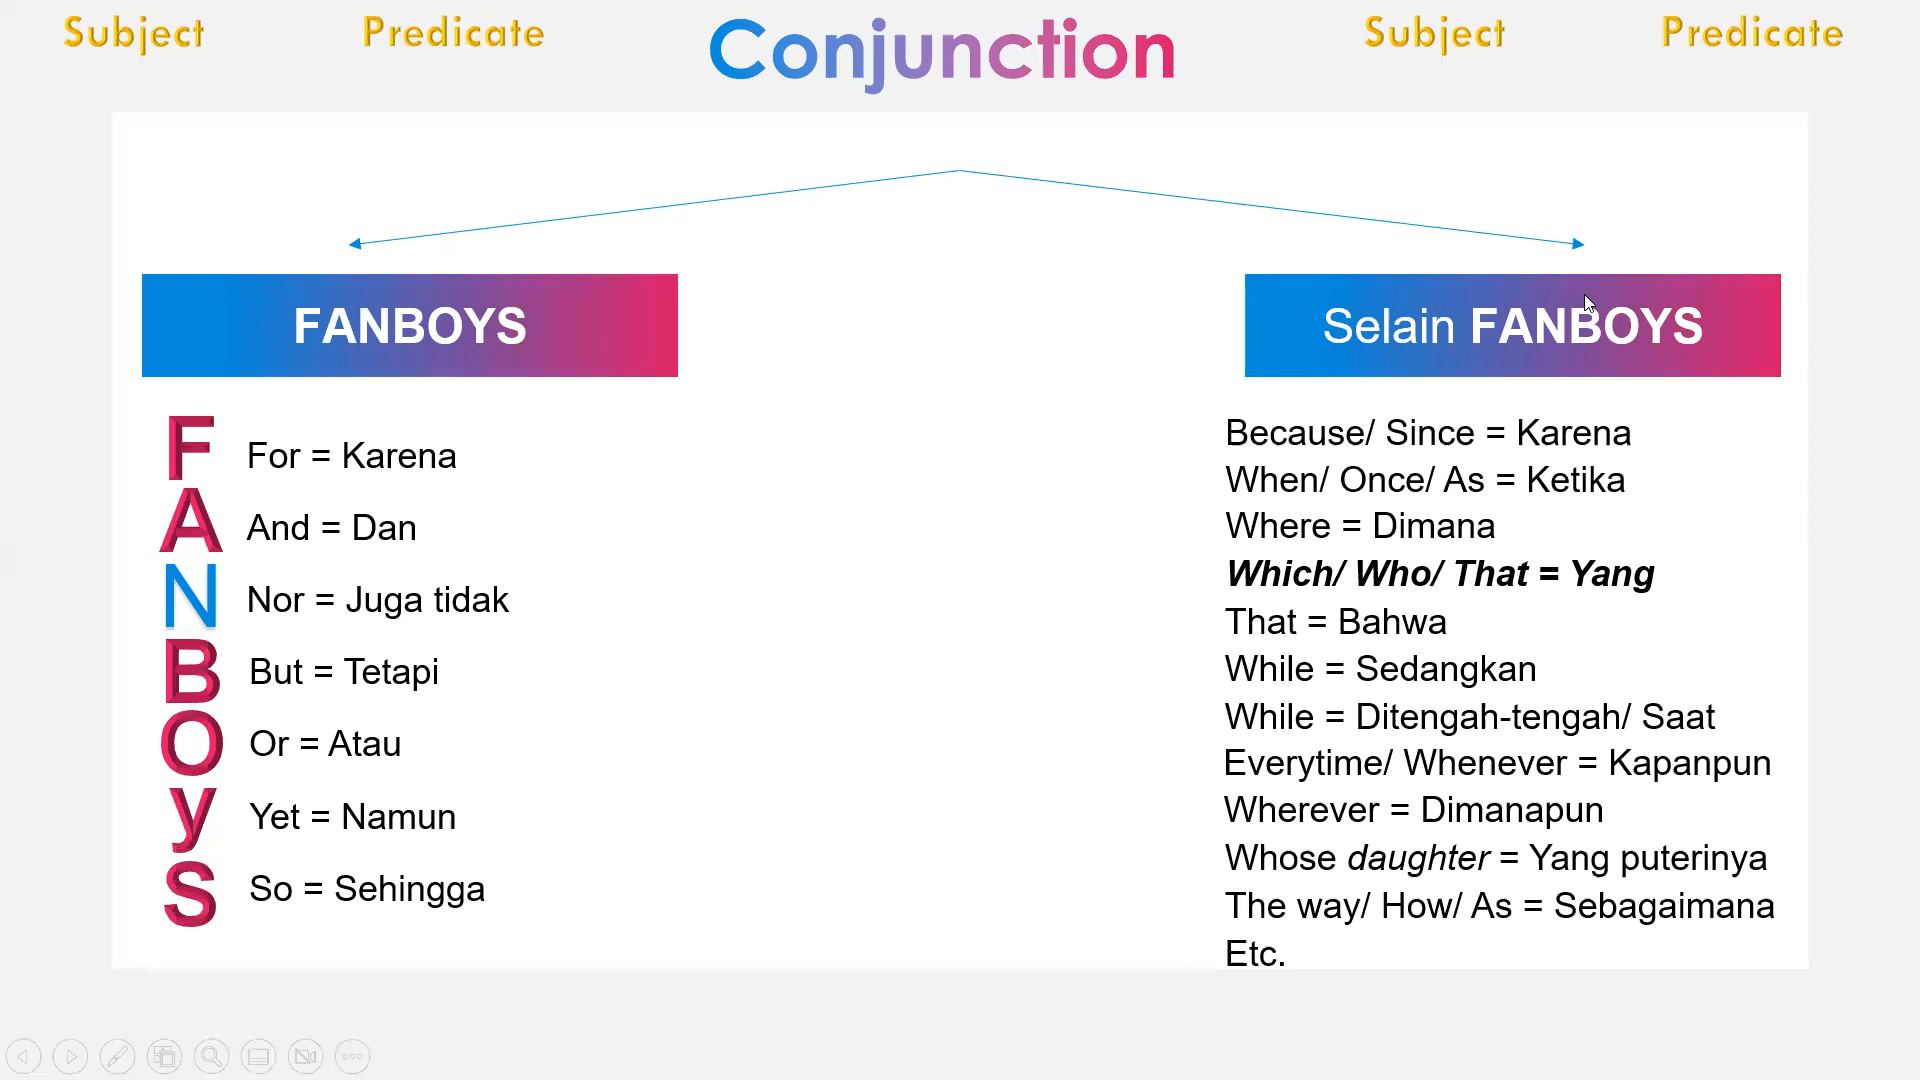 Subject Predicate Conjunction Subject Predicate
FANBOYS
F For = Karena
A And = Dan
N Nor = Juga tidak
B But = Tetapi
O Or = Atau
y Yet = Namun
S So = Sehingga
Selain FANBOYS
Because/ Since = Karena
When/ Once/ As = Ketika
Where = Dimana
Which/ Who/ That = Yang
That = Bahwa
While = Sedangkan
While = Ditengah-tengah/ Saat
Everytime/ Whenever = Kapanpun
Wherever = Dimanapun
Whose daughter = Yang puterinya
The way/ How/ As = Sebagaimana
Etc.